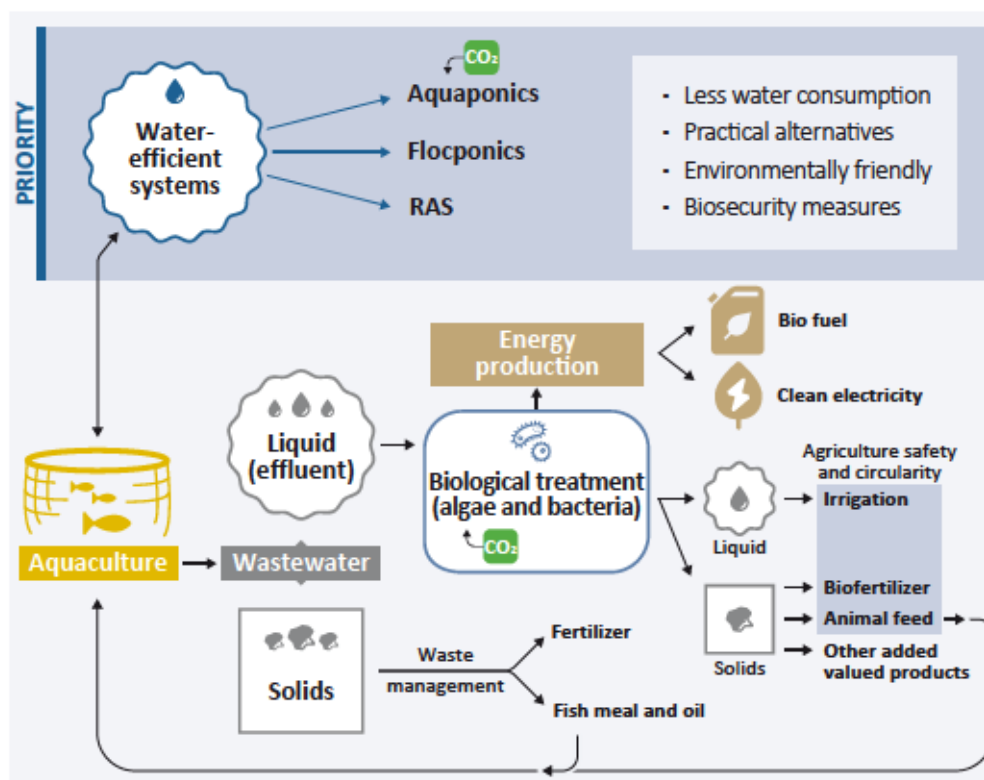 PRIORITY
Water-
efficient
systems
CO₂
Aquaponics
Flocponics
RAS
- Less water consumption
- Practical alternatives
- Environmentally friendly
- Biosecurity measures
Energy
production
Bio fuel
Clean electricity
Liquid
(effluent)
Biological treatment
(algae and bacteria)
CO₂
Agriculture safety
and circularity
Irrigation
Liquid
Aquaculture
Wastewater
Biofertilizer
Animal feed
Other added
valued products
Solids
Solids
Waste
management
Fertilizer
Fish meal and oil